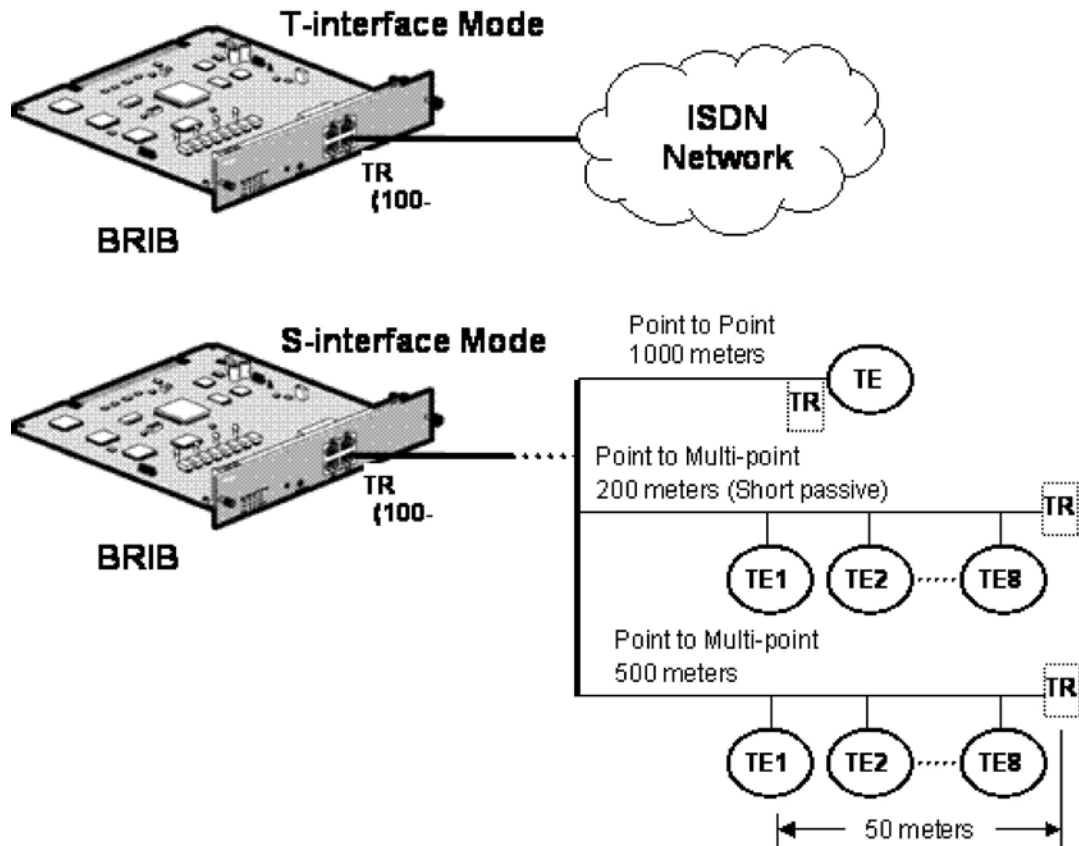 T-interface Mode
ISDN
Network
TR
(100-
BRIB
S-interface Mode
TR
(100-
BRIB
Point to Point
1000 meters
TE
TR
Point to Multi-point
200 meters (Short passive)
TR
TE1 TE2 ...... TE8
Point to Multi-point
500 meters
TR
TE1 TE2 ...... TE8
50 meters